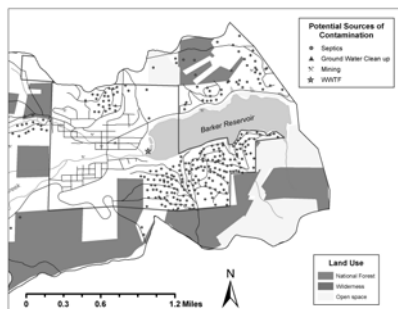 Potential Sources of
Contamination
Septics
Ground Water Clean up
Mining
WWTF
Barker Reservoir
Land Use
National Forest
Wilderness
Open space
N
0 0.3 0.6 1.2 Miles